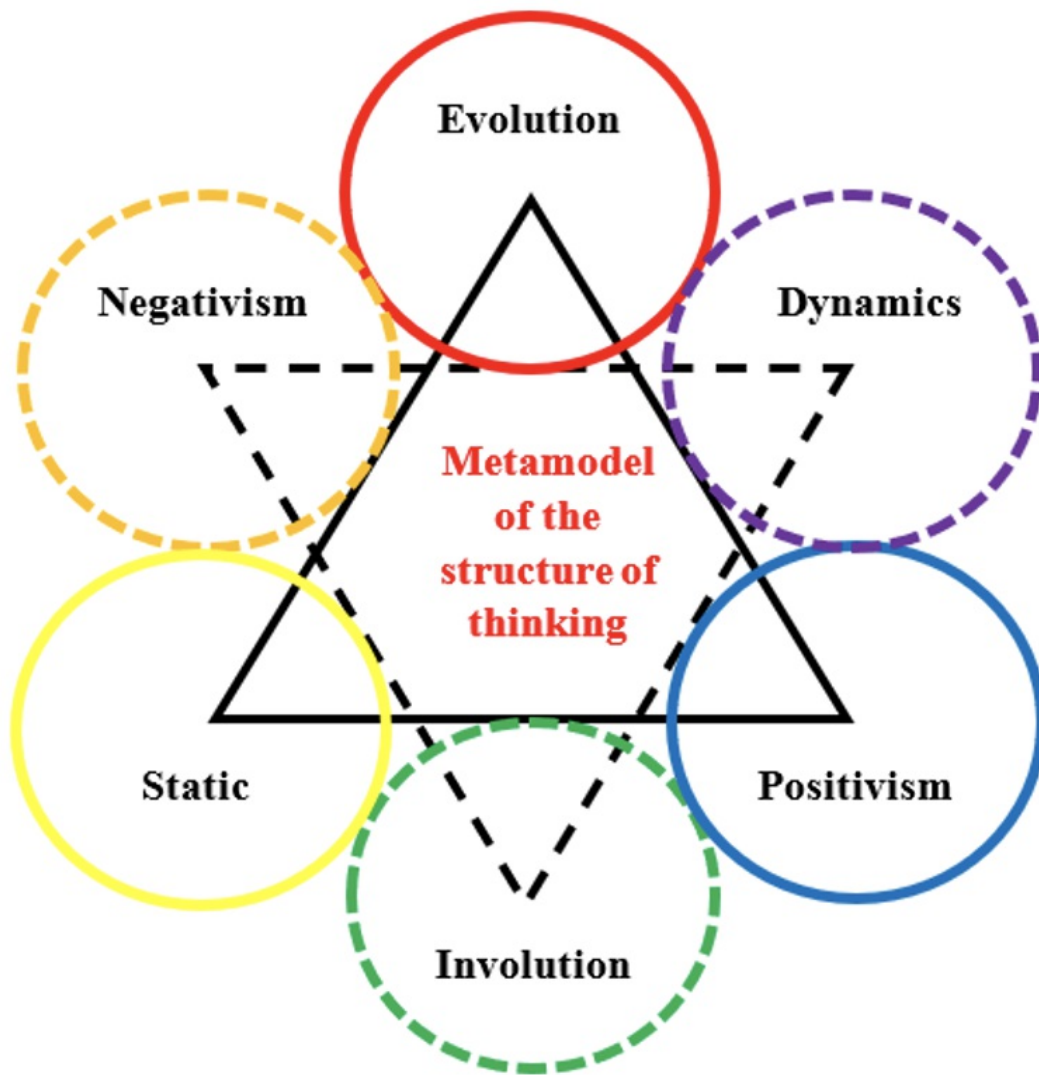 Evolution
Negativism
Dynamics
Metamodel
of the
structure of
thinking
Static
Positivism
Involution